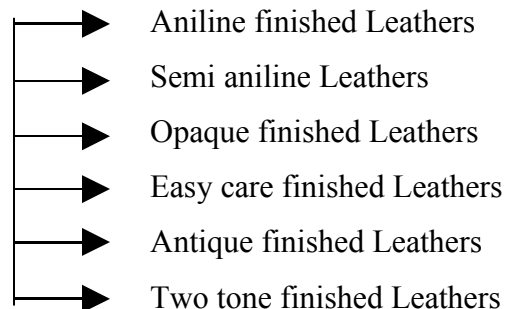 Aniline finished Leathers
Semi aniline Leathers
Opaque finished Leathers
Easy care finished Leathers
Antique finished Leathers
Two tone finished Leathers